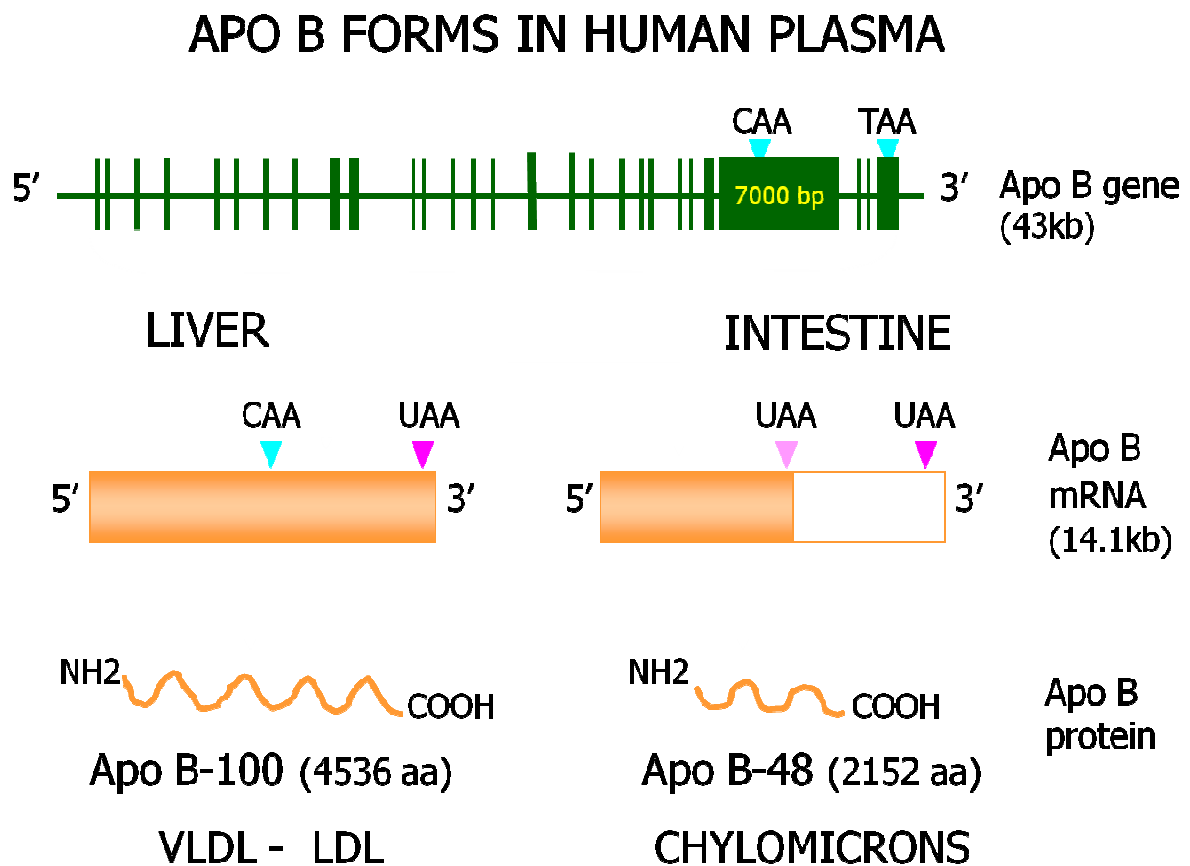 APO B FORMS IN HUMAN PLASMA
CAA TAA
5’ 7000 bp 3’ Apo B gene
(43kb)
LIVER INTESTINE
CAA UAA UAA UAA
5’ 3’ 5’ 3’ Apo B
mRNA
(14.1kb)
NH2 COOH NH2 COOH Apo B
protein
Apo B-100 (4536 aa) Apo B-48 (2152 aa)
VLDL - LDL CHYLOMICRONS